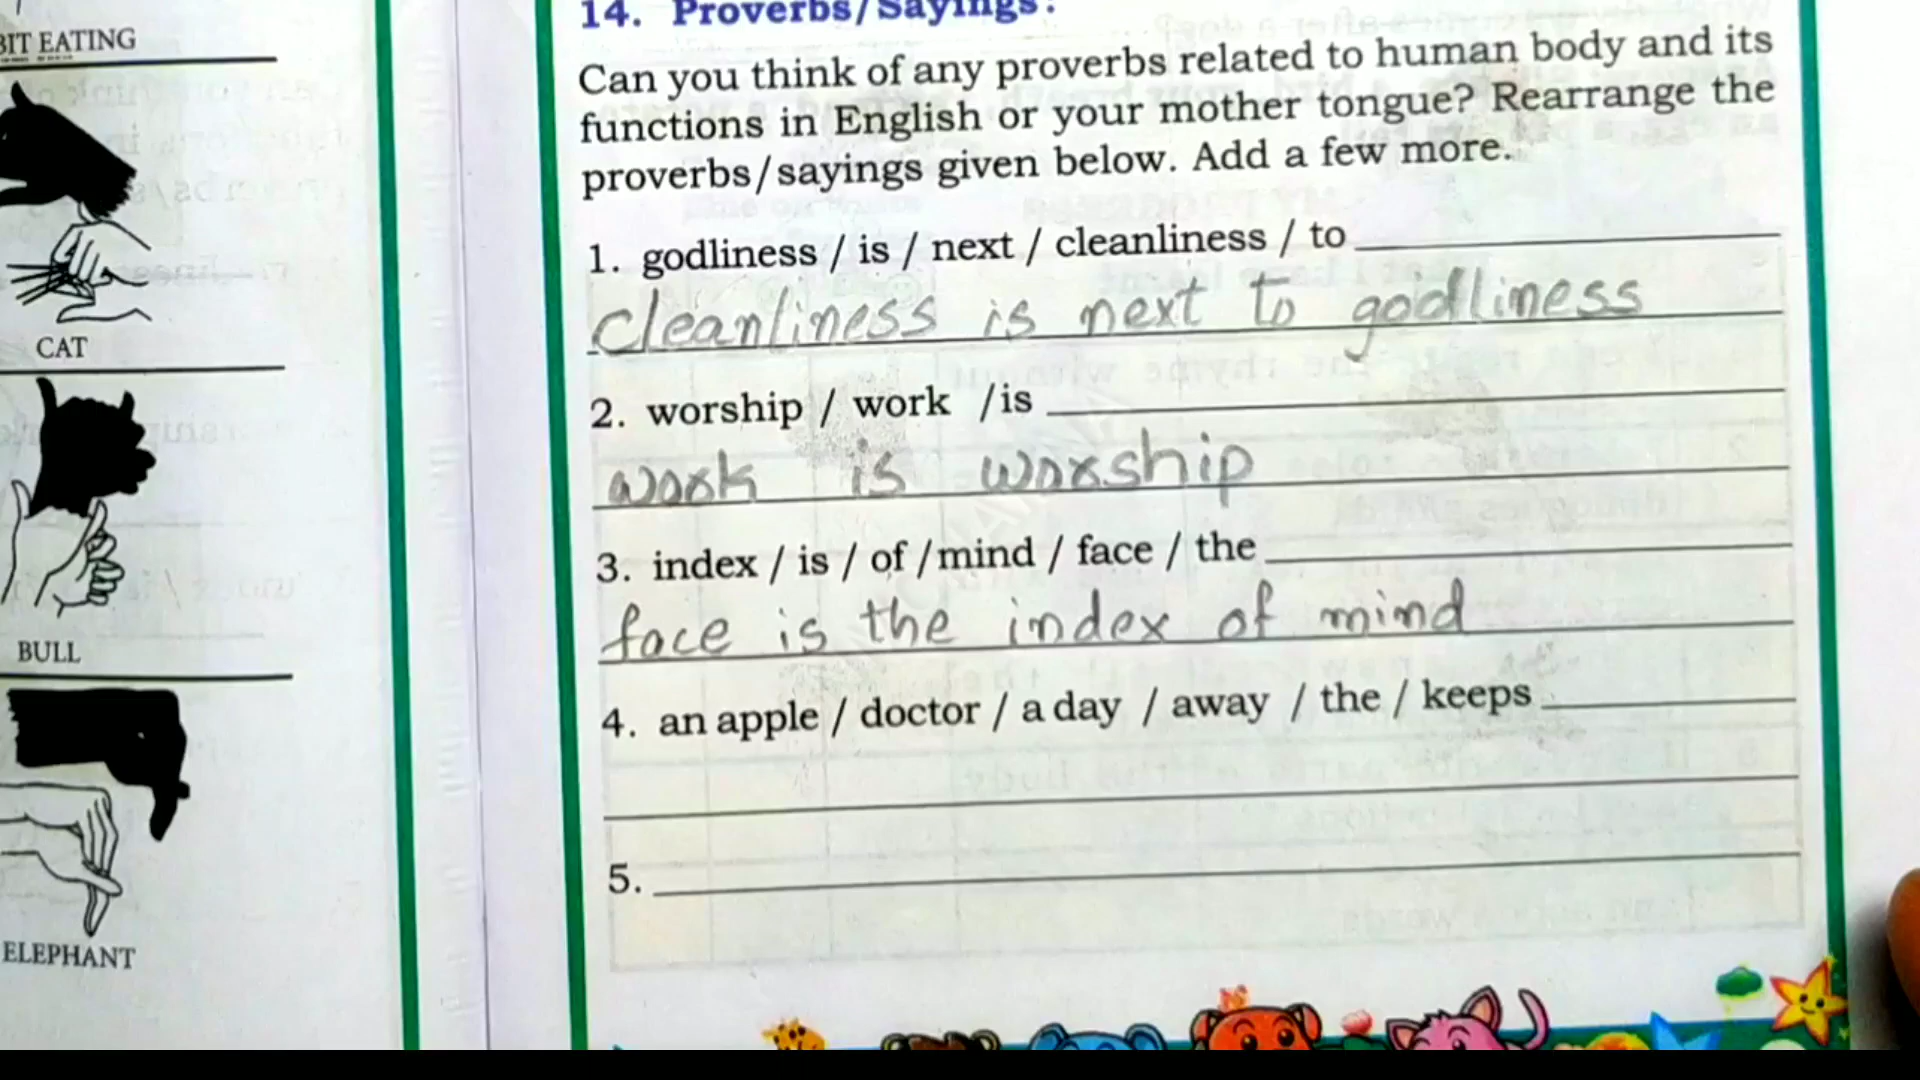 BIT EATING
CAT
BULL
ELEPHANT
14. Proverbs/Sayings:
Can you think of any proverbs related to human body and its
functions in English or your mother tongue? Rearrange the
proverbs/sayings given below. Add a few more.
1. godliness / is / next / cleanliness / to
cleanliness is next to godliness
2. worship / work /is
work is worship
3. index / is / of /mind / face / the
face is the index of mind
4. an apple / doctor / a day / away / the / keeps
5.